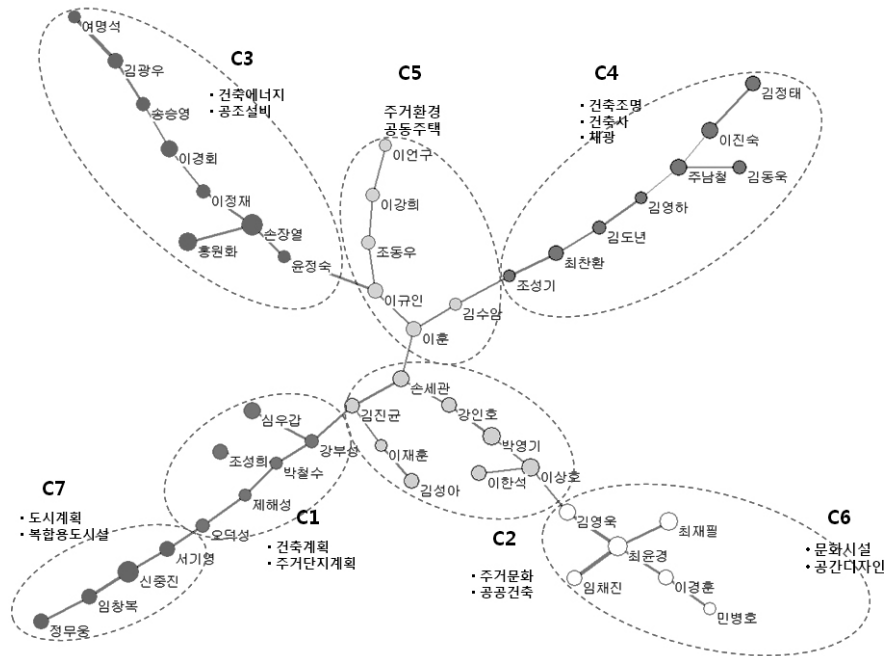 여명석
김광우
송승영
이경회
이정재
손장열
홍원화
윤정숙
C3
• 건축에너지
• 공조설비
C5
주거환경
공동주택
이언구
이강희
조동우
이규인
이훈
김수암
C4
• 건축조명
• 건축사
• 채광
김정태
이진숙
주남철
김동욱
김영하
김도년
최찬환
조성기
손세관
김진균
강인호
박영기
이상호
이한석
이재훈
김성아
C2
• 주거문화
• 공공건축
심우갑
강부성
조성희
박철수
제해성
오덕성
C1
• 건축계획
• 주거단지계획
C7
• 도시계획
• 복합용도시설
서기영
신중진
임창복
정무웅
김영욱
최재필
최윤경
임채진
이경훈
민병호
C6
• 문화시설
• 공간디자인